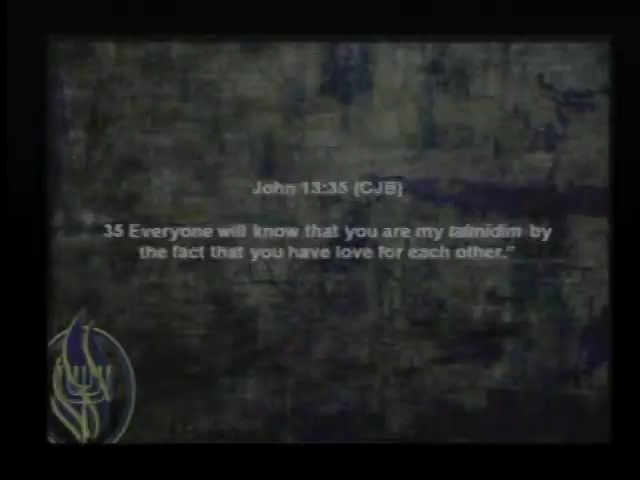 John 13:35 (CJB)
35 Everyone will know that you are my talmidim by
the fact that you have love for each other."